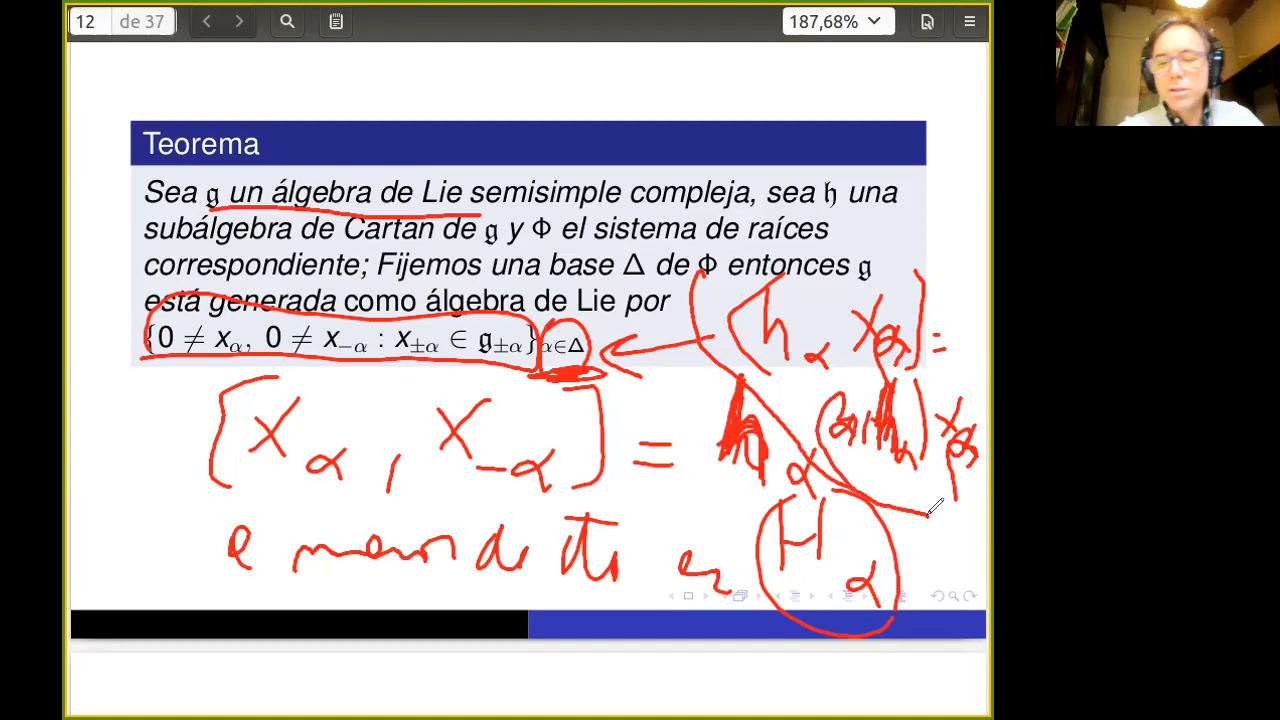 12 de 37 187,68%
Teorema
Sea 𝔤 un álgebra de Lie semisimple compleja, sea 𝔥 una
subálgebra de Cartan de 𝔤 y Φ el sistema de raíces
correspondiente; Fijemos una base Δ de Φ entonces 𝔤
está generada como álgebra de Lie por
{0 ≠ x_α, 0 ≠ x_{−α} : x_{±α} ∈ 𝔤_{±α}}_{α∈Δ}
[h_α x_α] =
[x_α, x_{−α}] =
H_α